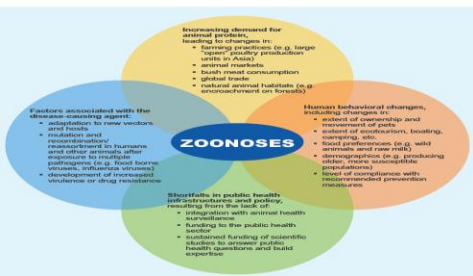 Increasing demand for
animal protein,
leading to changes in:
• farming practices (e.g. large
"open" poultry production
units in Asia)
• animal markets
• bush meat consumption
• global trade
• natural animal habitats (e.g.
encroachment on forests)
Factors associated with the
disease-causing agent:
• adaptation to new vectors
and hosts
• mutation and
recombination/
reassortment in humans
and other animals after
exposure to multiple
pathogens (e.g. food borne
viruses, influenza viruses)
• development of increased
virulence or drug resistance
ZOONOSES
Human behavioral changes,
including changes in:
• extent of ownership and
movement of pets
• extent of ecotourism, boating,
camping, etc.
• food preferences (e.g. wild
animals and raw milk)
• demographics (e.g. producing
older, more susceptible
populations)
• level of compliance with
recommended prevention
measures
Shortfalls in public health
infrastructures and policy,
resulting from the lack of:
• integration with animal health
surveillance
• funding to the public health
sector
• sustained funding of scientific
studies to answer public
health questions and build
expertise